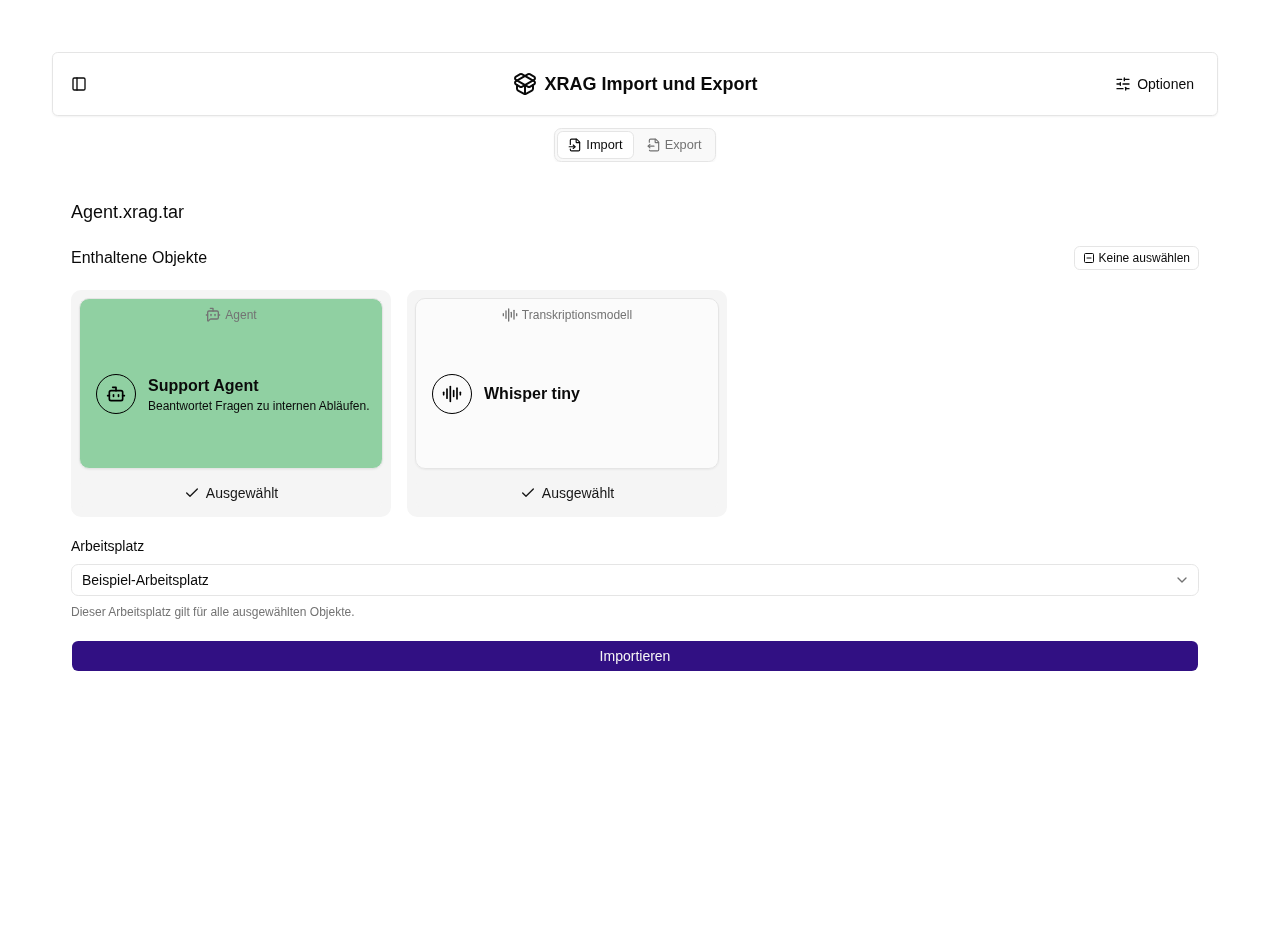 XRAG Import und Export
Optionen
Import
Export
Agent.xrag.tar
Enthaltene Objekte
Keine auswählen
Agent
Support Agent
Beantwortet Fragen zu internen Abläufen.
Ausgewählt
Transkriptionsmodell
Whisper tiny
Ausgewählt
Arbeitsplatz
Beispiel-Arbeitsplatz
Dieser Arbeitsplatz gilt für alle ausgewählten Objekte.
Importieren